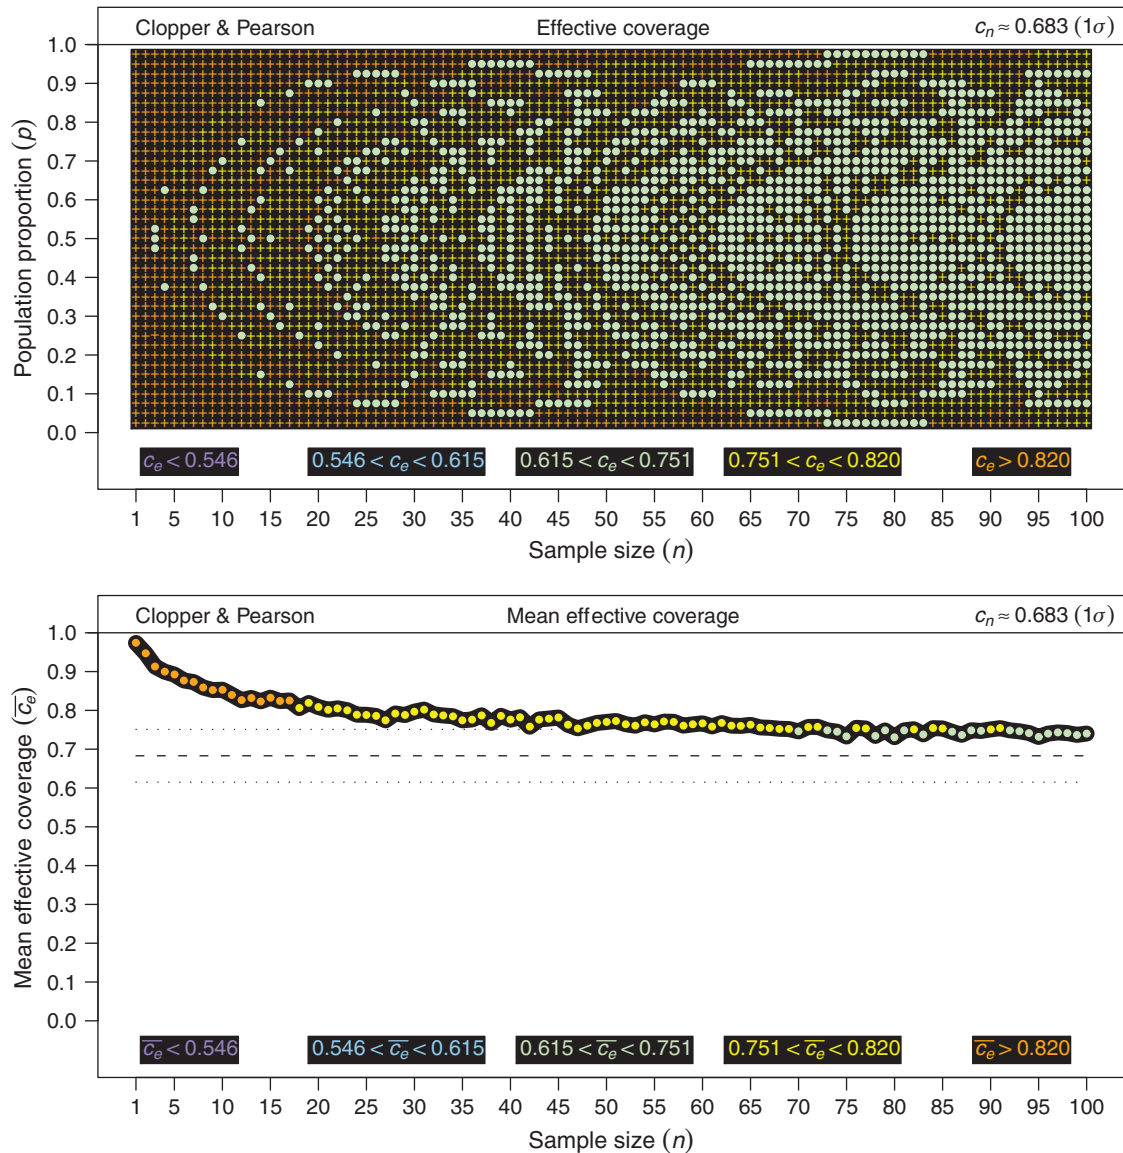 Clopper & Pearson Effective coverage cₙ ≈ 0.683 (1σ)
1.0
0.9
0.8
0.7
0.6
0.5
0.4
0.3
0.2
0.1
0.0
Population proportion (p)
cₑ < 0.546 0.546 < cₑ < 0.615 0.615 < cₑ < 0.751 0.751 < cₑ < 0.820 cₑ > 0.820
1 5 10 15 20 25 30 35 40 45 50 55 60 65 70 75 80 85 90 95 100
Sample size (n)
Clopper & Pearson Mean effective coverage cₙ ≈ 0.683 (1σ)
1.0
0.9
0.8
0.7
0.6
0.5
0.4
0.3
0.2
0.1
0.0
Mean effective coverage (c̅ₑ)
c̅ₑ < 0.546 0.546 < c̅ₑ < 0.615 0.615 < c̅ₑ < 0.751 0.751 < c̅ₑ < 0.820 c̅ₑ > 0.820
1 5 10 15 20 25 30 35 40 45 50 55 60 65 70 75 80 85 90 95 100
Sample size (n)